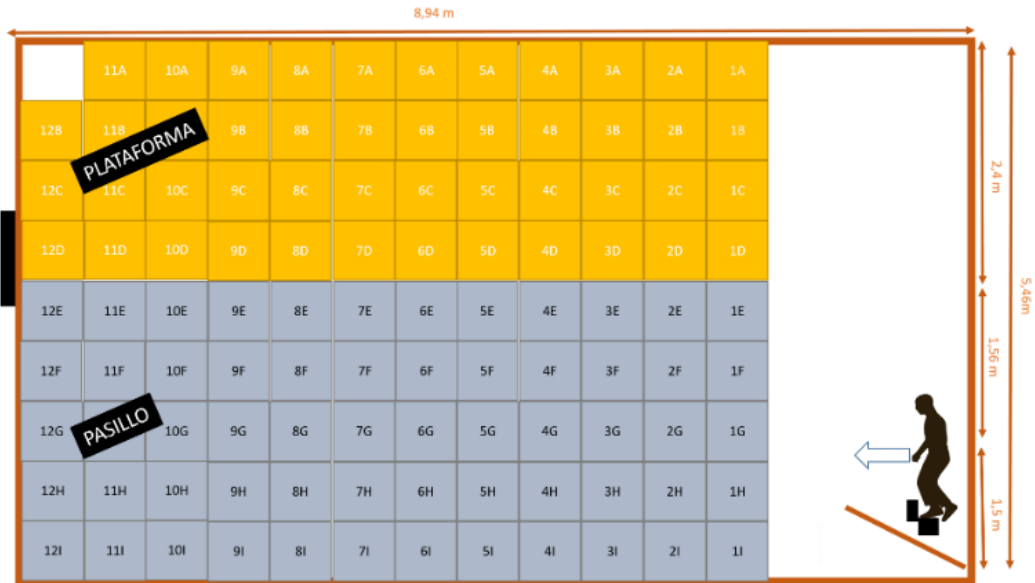 8,94 m
11A 10A 9A 8A 7A 6A 5A 4A 3A 2A 1A
12B 11B 9B 8B 7B 6B 5B 4B 3B 2B 1B
PLATAFORMA
12C 11C 10C 9C 8C 7C 6C 5C 4C 3C 2C 1C
2,4 m
12D 11D 10D 9D 8D 7D 6D 5D 4D 3D 2D 1D
12E 11E 10E 9E 8E 7E 6E 5E 4E 3E 2E 1E
5,46m
12F 11F 10F 9F 8F 7F 6F 5F 4F 3F 2F 1F
1,56 m
12G 10G 9G 8G 7G 6G 5G 4G 3G 2G 1G
PASILLO
12H 11H 10H 9H 8H 7H 6H 5H 4H 3H 2H 1H
1,5 m
12I 11I 10I 9I 8I 7I 6I 5I 4I 3I 2I 1I